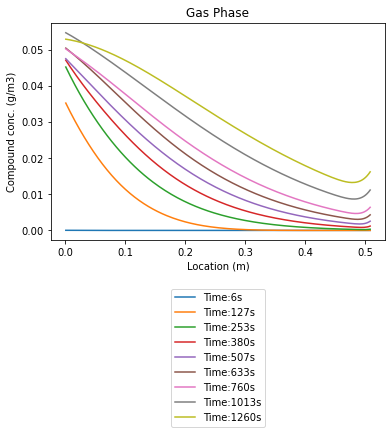 Gas Phase
Compound conc. (g/m3)
0.05
0.04
0.03
0.02
0.01
0.00
0.0 0.1 0.2 0.3 0.4 0.5
Location (m)
Time:6s
Time:127s
Time:253s
Time:380s
Time:507s
Time:633s
Time:760s
Time:1013s
Time:1260s